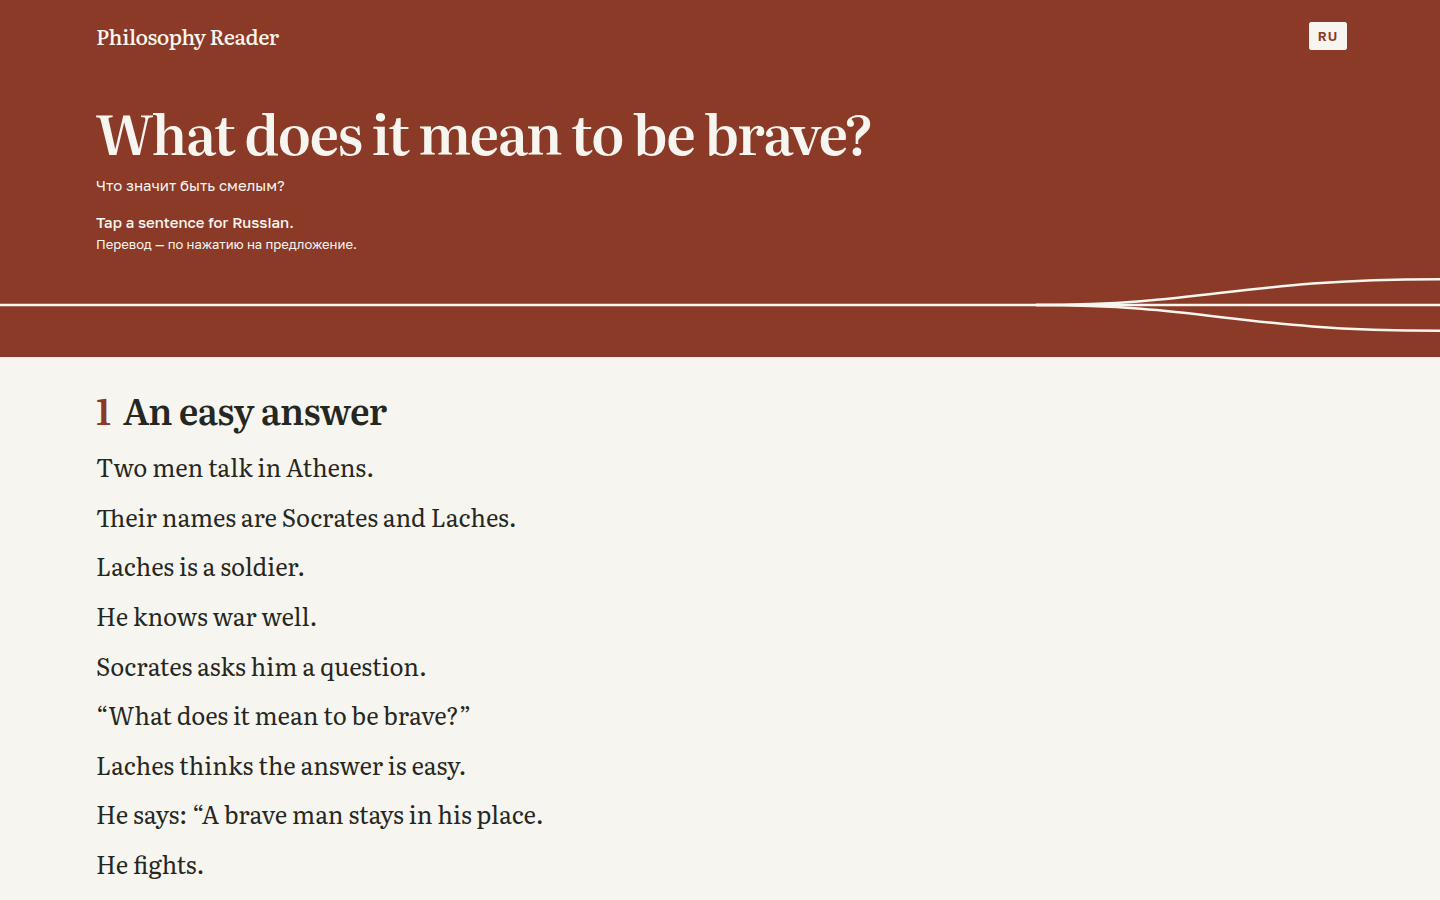 Philosophy Reader
RU
What does it mean to be brave?
Что значит быть смелым?
Tap a sentence for Russian.
Перевод — по нажатию на предложение.
1 An easy answer
Two men talk in Athens.
Their names are Socrates and Laches.
Laches is a soldier.
He knows war well.
Socrates asks him a question.
“What does it mean to be brave?”
Laches thinks the answer is easy.
He says: “A brave man stays in his place.
He fights.